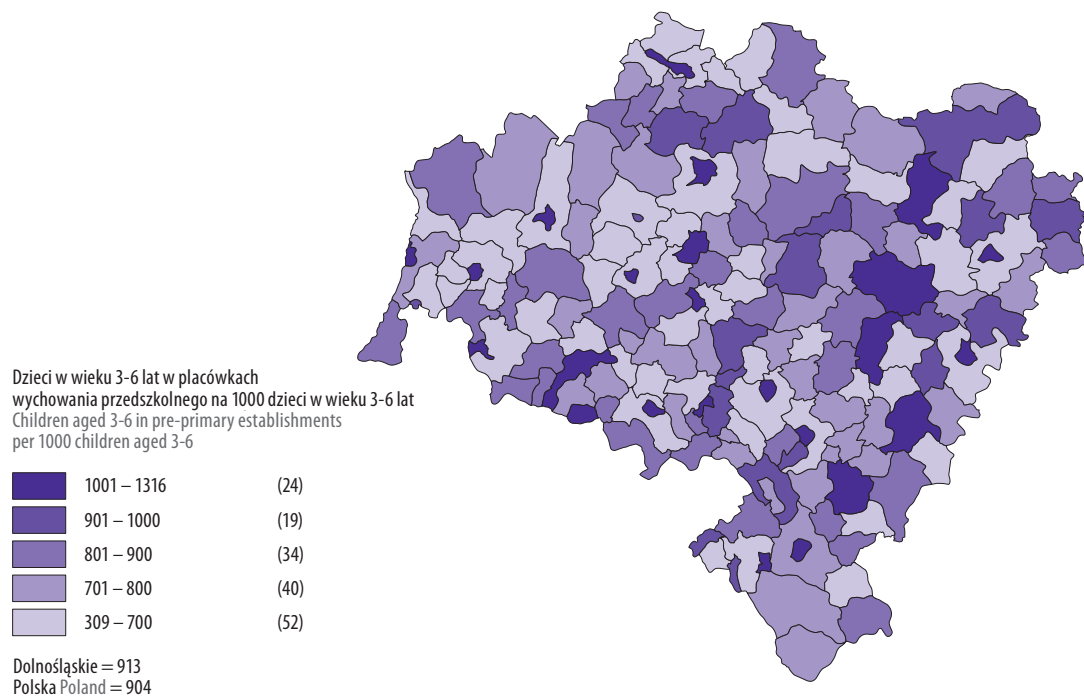 Dzieci w wieku 3-6 lat w placówkach
wychowania przedszkolnego na 1000 dzieci w wieku 3-6 lat
Children aged 3-6 in pre-primary establishments
per 1000 children aged 3-6
1001 – 1316 (24)
901 – 1000 (19)
801 – 900 (34)
701 – 800 (40)
309 – 700 (52)
Dolnośląskie = 913
Polska Poland = 904